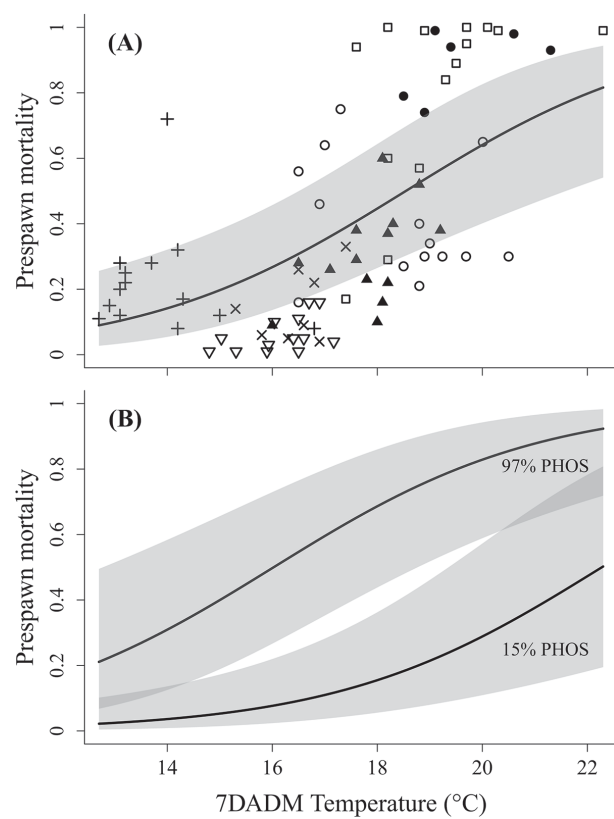 (A)
Prespawn mortality
1
0.8
0.6
0.4
0.2
0
(B)
Prespawn mortality
1
0.8
0.6
0.4
0.2
0
97% PHOS
15% PHOS
14 16 18 20 22
7DADM Temperature (°C)